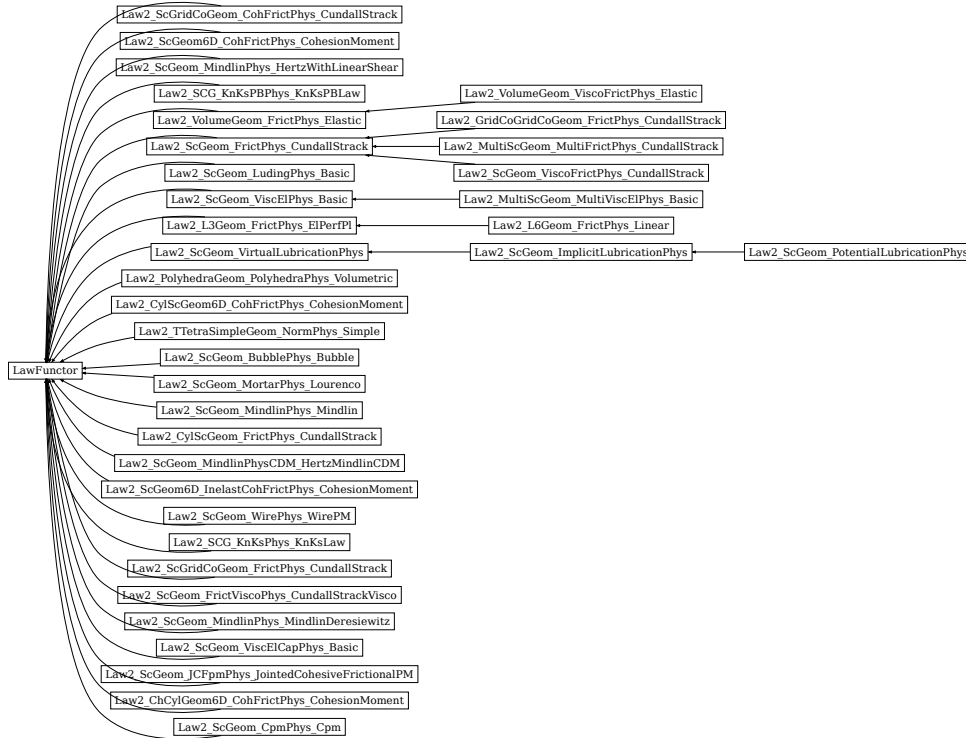 Law2_ScGridCoGeom_CohFrictPhys_CundallStrack
Law2_ScGeom6D_CohFrictPhys_CohesionMoment
Law2_ScGeom_MindlinPhys_HertzWithLinearShear
Law2_SCG_KnKsPBPhys_KnKsPBLaw
Law2_VolumeGeom_ViscoFrictPhys_Elastic
Law2_VolumeGeom_FrictPhys_Elastic
Law2_GridCoGridCoGeom_FrictPhys_CundallStrack
Law2_ScGeom_FrictPhys_CundallStrack
Law2_MultiScGeom_MultiFrictPhys_CundallStrack
Law2_ScGeom_LudingPhys_Basic
Law2_ScGeom_ViscoFrictPhys_CundallStrack
Law2_ScGeom_ViscElPhys_Basic
Law2_MultiScGeom_MultiViscElPhys_Basic
Law2_L3Geom_FrictPhys_ElPerfPl
Law2_L6Geom_FrictPhys_Linear
Law2_ScGeom_VirtualLubricationPhys
Law2_ScGeom_ImplicitLubricationPhys
Law2_ScGeom_PotentialLubricationPhys
Law2_PolyhedraGeom_PolyhedraPhys_Volumetric
Law2_CylScGeom6D_CohFrictPhys_CohesionMoment
Law2_TTetraSimpleGeom_NormPhys_Simple
Law2_ScGeom_BubblePhys_Bubble
LawFunctor
Law2_ScGeom_MortarPhys_Lourenco
Law2_ScGeom_MindlinPhys_Mindlin
Law2_CylScGeom_FrictPhys_CundallStrack
Law2_ScGeom_MindlinPhysCDM_HertzMindlinCDM
Law2_ScGeom6D_InelastCohFrictPhys_CohesionMoment
Law2_ScGeom_WirePhys_WirePM
Law2_SCG_KnKsPhys_KnKsLaw
Law2_ScGridCoGeom_FrictPhys_CundallStrack
Law2_ScGeom_FrictViscoPhys_CundallStrackVisco
Law2_ScGeom_MindlinPhys_MindlinDeresiewitz
Law2_ScGeom_ViscElCapPhys_Basic
Law2_ScGeom_JCFpmPhys_JointedCohesiveFrictionalPM
Law2_ChCylGeom6D_CohFrictPhys_CohesionMoment
Law2_ScGeom_CpmPhys_Cpm